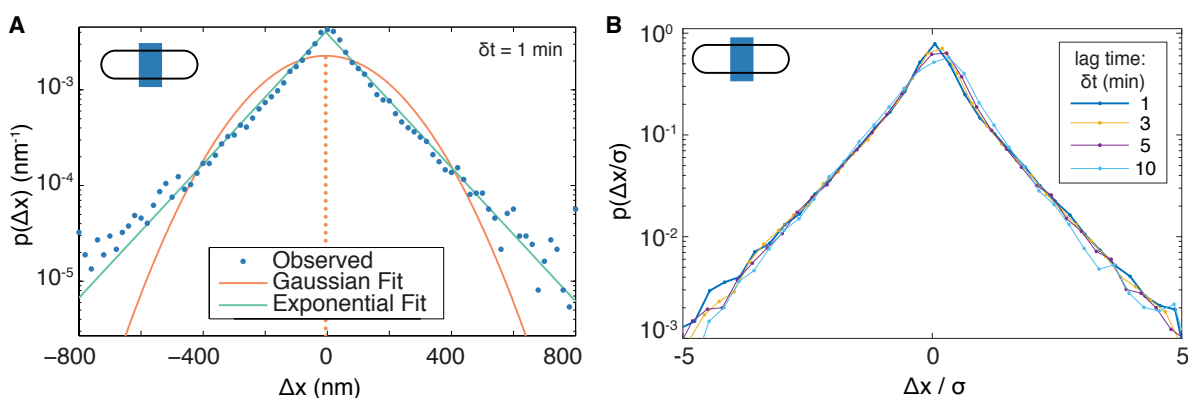 A
δt = 1 min
p(Δx) (nm⁻¹)
10⁻³
10⁻⁴
10⁻⁵
Observed
Gaussian Fit
Exponential Fit
−800
−400
0
400
800
Δx (nm)
B
p(Δx/σ)
10⁰
10⁻¹
10⁻²
10⁻³
lag time:
δt (min)
1
3
5
10
-5
0
5
Δx / σ